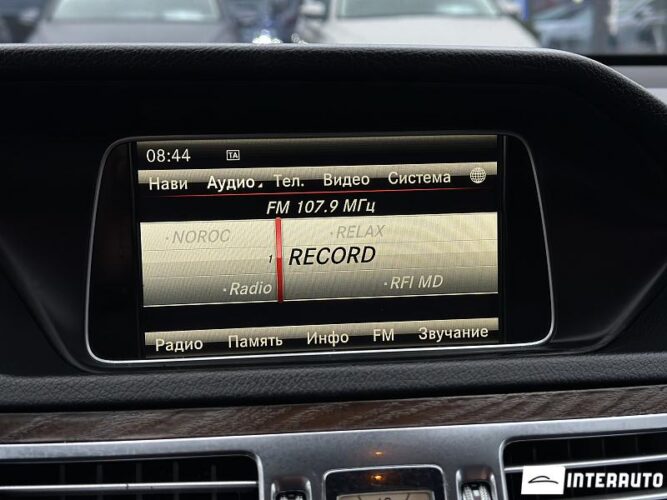 08:44 TA
Нави Аудио Тел. Видео Система
FM 107.9 МГц
·NOROC ·RELAX
1 RECORD
·Radio ·RFI MD
Радио Память Инфо FM Звучание
INTERAUTO